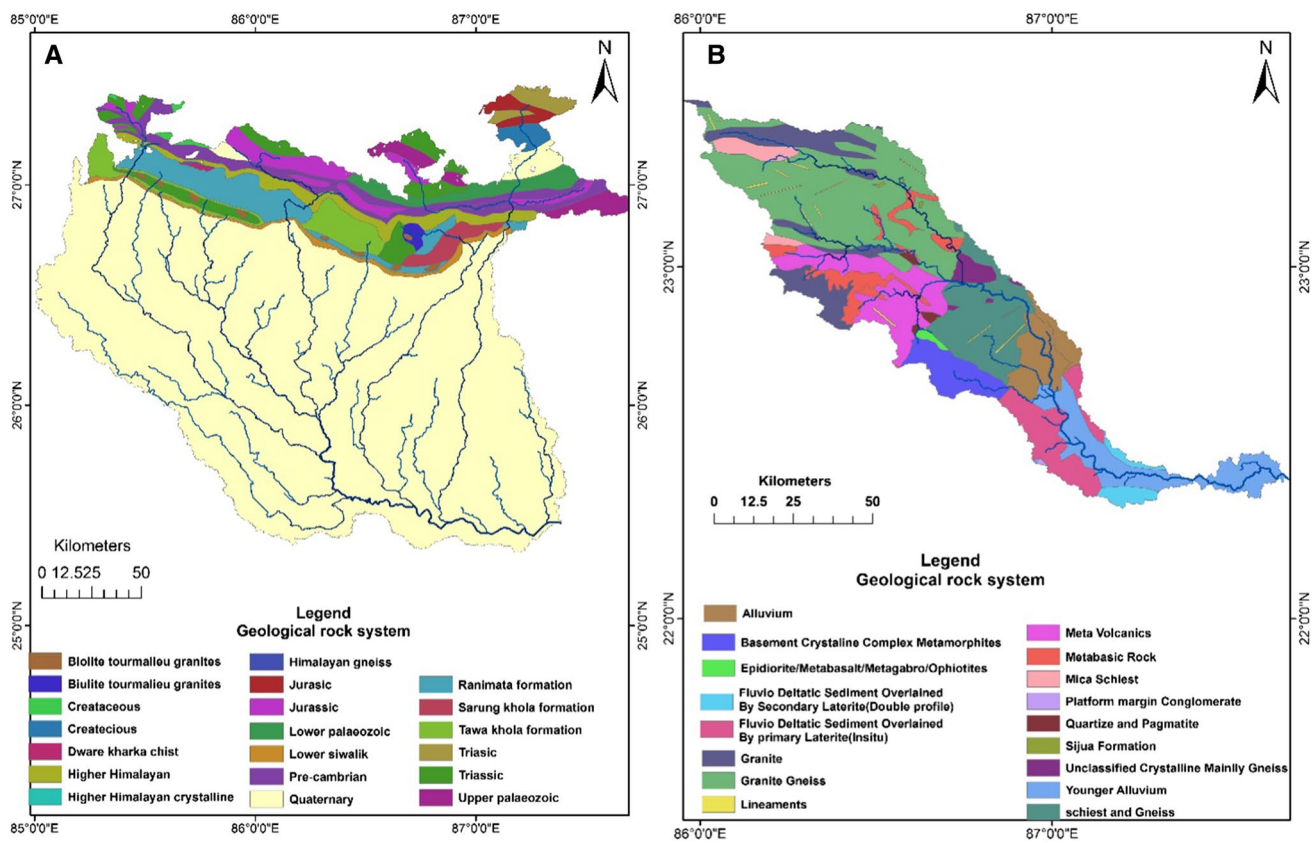 85°0'0"E 86°0'0"E 87°0'0"E
A
N
27°0'0"N
26°0'0"N
25°0'0"N
Kilometers
0 12.525 50
Legend
Geological rock system
Blolite tourmalieu granites
Biulite tourmalieu granites
Creataceous
Createcious
Dware kharka chist
Higher Himalayan
Higher Himalayan crystalline
Himalayan gneiss
Jurasic
Jurassic
Lower palaeozoic
Lower siwalik
Pre-cambrian
Quaternary
Ranimata formation
Sarung khola formation
Tawa khola formation
Triasic
Triassic
Upper palaeozoic
85°0'0"E 86°0'0"E 87°0'0"E
86°0'0"E 87°0'0"E
B
N
27°0'0"N
26°0'0"N
25°0'0"N
23°0'0"N
22°0'0"N
Kilometers
0 12.5 25 50
Legend
Geological rock system
Alluvium
Basement Crystaline Complex Metamorphites
Epidiorite/Metabasalt/Metagabro/Ophiotites
Fluvlo Deltatic Sediment Overlained
By Secondary Laterite(Double profile)
Fluvio Deltatic Sediment Overlained
By primary Laterite(Insitu)
Granite
Granite Gneiss
Lineaments
Meta Volcanics
Metabasic Rock
Mica Schiest
Platform margin Conglomerate
Quartize and Pagmatite
Sijua Formation
Unclassified Crystalline Mainlly Gneiss
Younger Alluvium
schiest and Gneiss
23°0'0"N
22°0'0"N
86°0'0"E 87°0'0"E